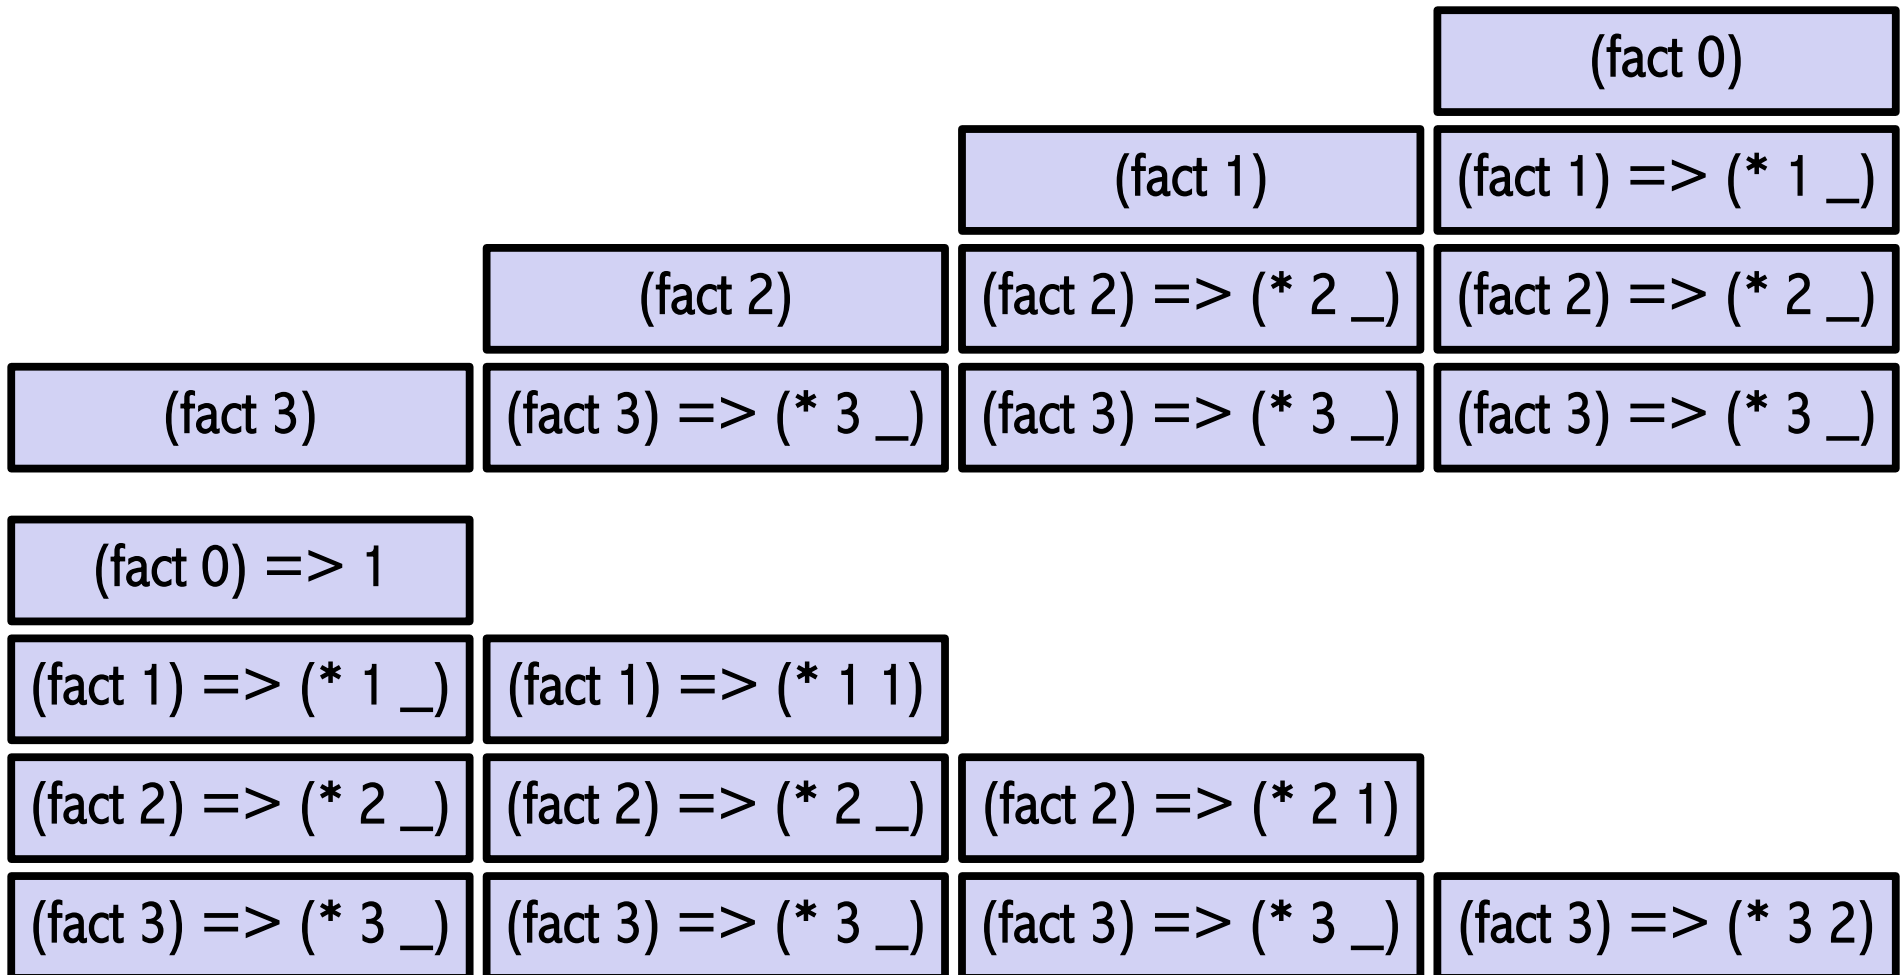 (fact 0)
(fact 1) (fact 1) => (* 1 _)
(fact 2) (fact 2) => (* 2 _) (fact 2) => (* 2 _)
(fact 3) (fact 3) => (* 3 _) (fact 3) => (* 3 _) (fact 3) => (* 3 _)
(fact 0) => 1
(fact 1) => (* 1 _) (fact 1) => (* 1 1)
(fact 2) => (* 2 _) (fact 2) => (* 2 _) (fact 2) => (* 2 1)
(fact 3) => (* 3 _) (fact 3) => (* 3 _) (fact 3) => (* 3 _) (fact 3) => (* 3 2)